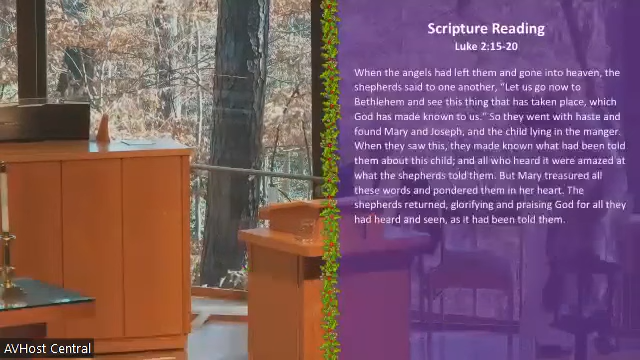 Scripture Reading
Luke 2:15-20
When the angels had left them and gone into heaven, the
shepherds said to one another, “Let us go now to
Bethlehem and see this thing that has taken place, which
God has made known to us.” So they went with haste and
found Mary and Joseph, and the child lying in the manger.
When they saw this, they made known what had been told
them about this child; and all who heard it were amazed at
what the shepherds told them. But Mary treasured all
these words and pondered them in her heart. The
shepherds returned, glorifying and praising God for all they
had heard and seen, as it had been told them.
AVHost Central